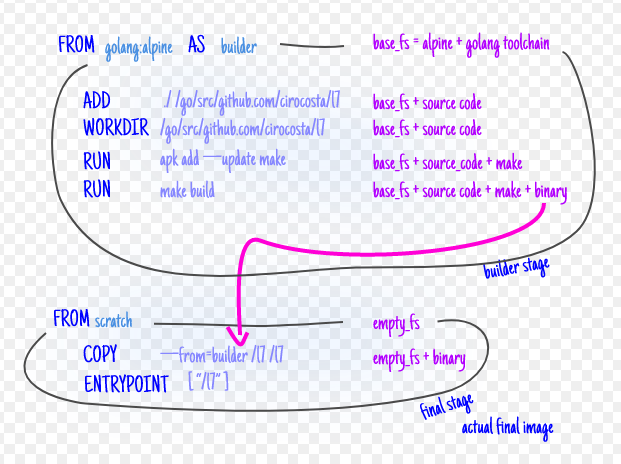 FROM golang:alpine AS builder base_fs = alpine + golang toolchain
ADD ./ /go/src/github.com/cirocosta/l7 base_fs + source code
WORKDIR /go/src/github.com/cirocosta/l7 base_fs + source code
RUN apk add --update make base_fs + source_code + make
RUN make build base_fs + source code + make + binary
builder stage
FROM scratch empty_fs
COPY --from=builder /l7 /l7 empty_fs + binary
ENTRYPOINT [ "/l7" ]
final stage
actual final image